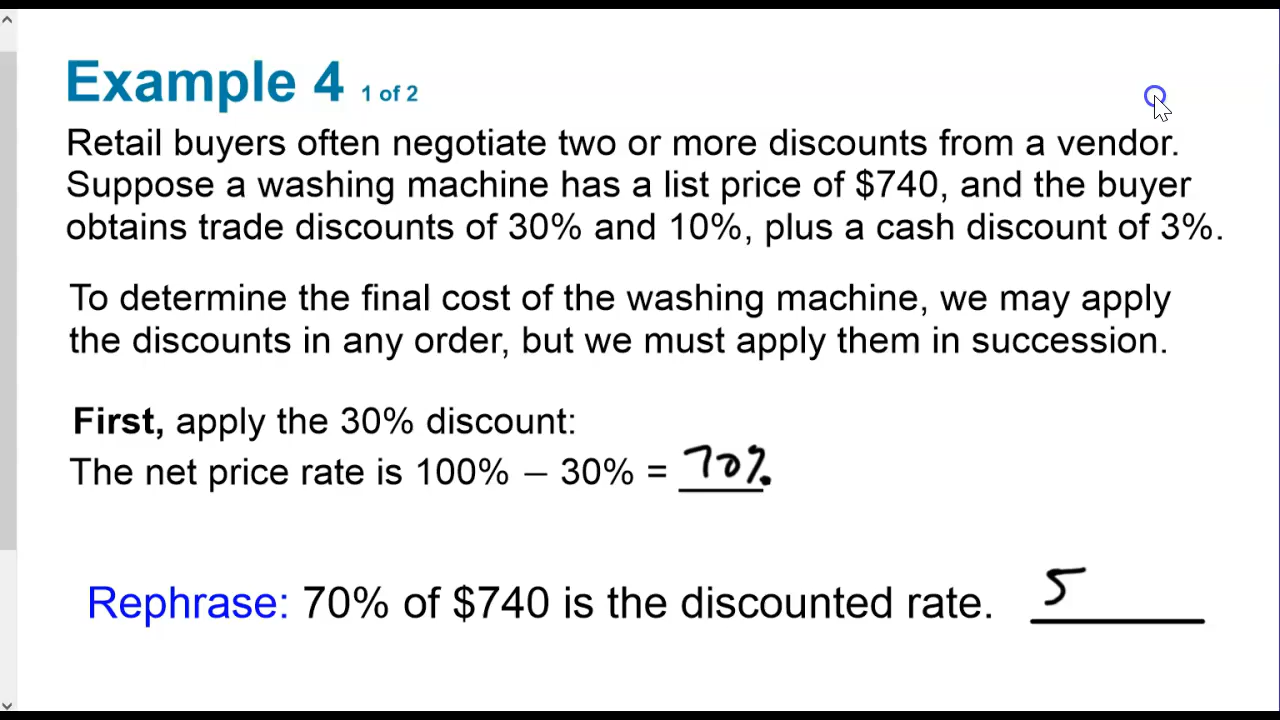 Example 4 1 of 2
Retail buyers often negotiate two or more discounts from a vendor.
Suppose a washing machine has a list price of $740, and the buyer
obtains trade discounts of 30% and 10%, plus a cash discount of 3%.
To determine the final cost of the washing machine, we may apply
the discounts in any order, but we must apply them in succession.
First, apply the 30% discount:
The net price rate is 100% − 30% = 70%
Rephrase: 70% of $740 is the discounted rate. 5